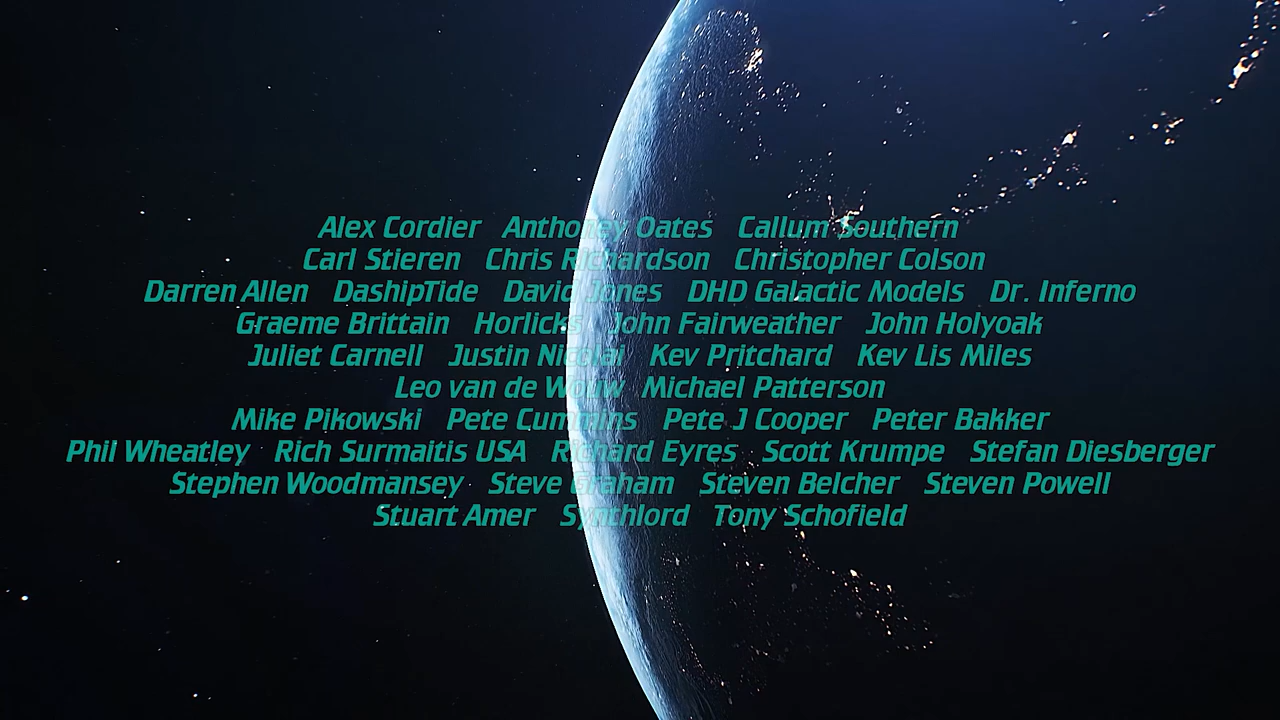 Alex Cordier Anthoney Oates Callum Southern
Carl Stieren Chris Richardson Christopher Colson
Darren Allen DashipTide David Jones DHD Galactic Models Dr. Inferno
Graeme Brittain Horlicks John Fairweather John Holyoak
Juliet Carnell Justin Nicolai Kev Pritchard Kev Lis Miles
Leo van de Wouw Michael Patterson
Mike Pikowski Pete Cummins Pete J Cooper Peter Bakker
Phil Wheatley Rich Surmaitis USA Richard Eyres Scott Krumpe Stefan Diesberger
Stephen Woodmansey Steve Graham Steven Belcher Steven Powell
Stuart Amer Synthlord Tony Schofield